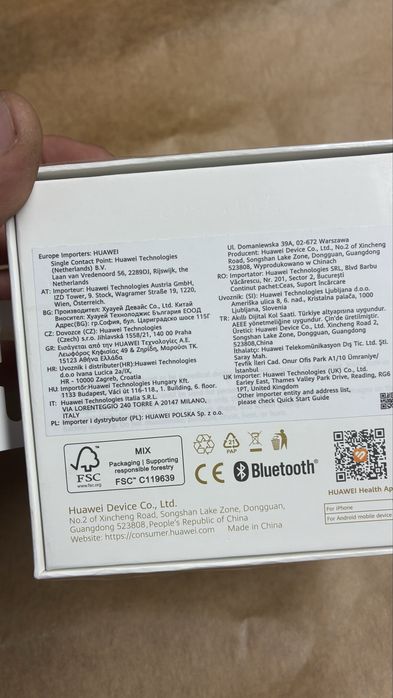 Europe Importers: HUAWEI
Single Contact Point: Huawei Technologies
(Netherlands) B.V.
Laan van Vredenoord 56, 2289DJ, Rijswijk, the
Netherlands
AT: Importeur: Huawei Technologies Austria GmbH,
IZD Tower, 9. Stock, Wagramer Straße 19, 1220,
Wien, Österreich.
BG: Производител: Хуауей Девайс Со., Ltd. Китай
Вносител: Хуауей Технолоджис България ЕООД
Адрес(BG): гр.София, бул. Цариградско шосе 115Г
CZ: Dovozce (CZ): Huawei Technologies
(Czech) s.r.o. Jihlavská 1558/21, 140 00 Praha
GR: Εισάγεται από την HUAWEI Τεχνολογίες Α.Ε.
Λεωφόρος Κηφισίας 49 & Ζηρίδη, Μαρούσι ΤΚ
15123 Αθήνα Ελλάδα.
HR: Uvoznik i distributer(HR):Huawei Technologies
d.o.o Ivana Lucica 2a/IX,
HR - 10000 Zagreb, Croatia
HU: Importőr:Huawei Technologies Hungary Kft.
1133 Budapest, Váci út 116-118., 1. Building, 6. floor.
IT: Huawei Technologies Italia S.R.L.
VIA LORENTEGGIO 240 TORRE A 20147 MILANO,
ITALY
PL: Importer i dystrybutor (PL): HUAWEI POLSKA Sp. z o.o.
Ul. Domaniewska 39A, 02-672 Warszawa
Producent: Huawei Device Co., Ltd., No.2 of Xincheng
Road, Songshan Lake Zone, Dongguan, Guangdong
523808, Wyprodukowano w Chinach
RO: Importator: Huawei Technologies SRL, Blvd Barbu
Văcărescu, Nr. 201, Sector 2, București
Conținut pachet:Ceas, Suport încărcare
Uvoznik: (SI): Huawei Technologies Ljubljana d.o.o.
Ameriška ulica 8, 6. nad., Kristalna palača, 1000
Ljubljana, Slovenia
TR: Akıllı Dijital Kol Saati. Türkiye altyapısına uygundur.
AEEE yönetmeliğine uygundur. Çin'de üretilmiştir.
Üretici: Huawei Device Co., Ltd. Xincheng Road 2,
Songshan Lake Zone, Dongguan, Guangdong
523808,China
İthalatçı: Huawei Telekomünikasyon Dış Tic. Ltd. Şti.
Saray Mah.
Tevfik İleri Cad. Onur Ofis Park A1/10 Ümraniye/
İstanbul.
UK Importer: Huawei Technologies (UK) Co., Ltd.
Earley East, Thames Valley Park Drive, Reading, RG6
1PT, United Kingdom
Other importer entity and address list,
please check Quick Start Guide
FSC
www.fsc.org
MIX
Packaging | Supporting
responsible forestry
FSC™ C119639
21
PAP
CE Bluetooth®
HUAWEI Health Ap
For iPhone
For Android mobile device
Huawei Device Co., Ltd.
No.2 of Xincheng Road, Songshan Lake Zone, Dongguan,
Guangdong 523808,People's Republic of China
Website: https://consumer.huawei.com Made in China